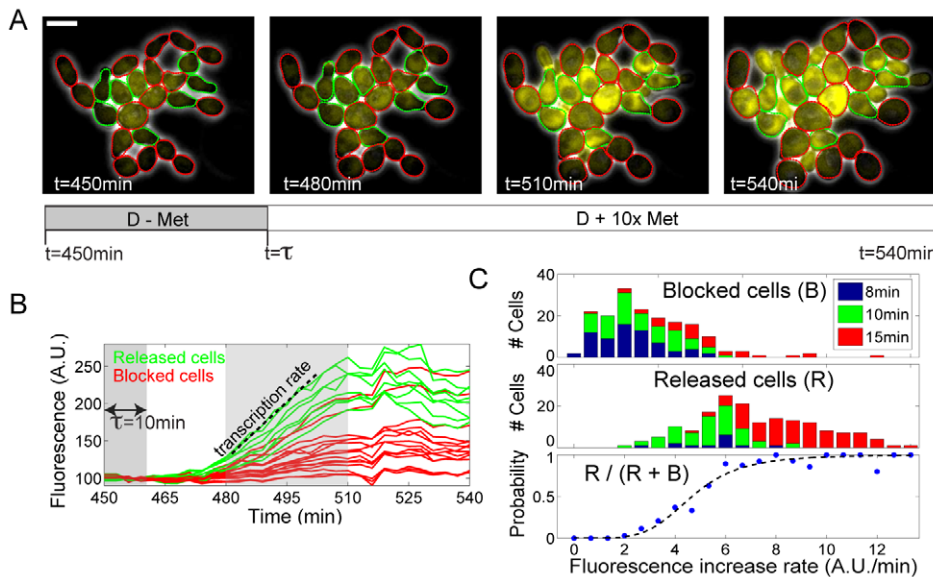 A
t=450min
t=480min
t=510min
t=540mi
D - Met
D + 10x Met
t=450min
t=τ
t=540min
B
Fluorescence (A.U.)
250
200
150
100
Released cells
Blocked cells
τ=10min
transcription rate
450
465
480
495
510
525
540
Time (min)
C
# Cells
40
20
0
Blocked cells (B)
8min
10min
15min
# Cells
40
20
0
Released cells (R)
Probability
1
0.5
0
R / (R + B)
0
2
4
6
8
10
12
Fluorescence increase rate (A.U./min)